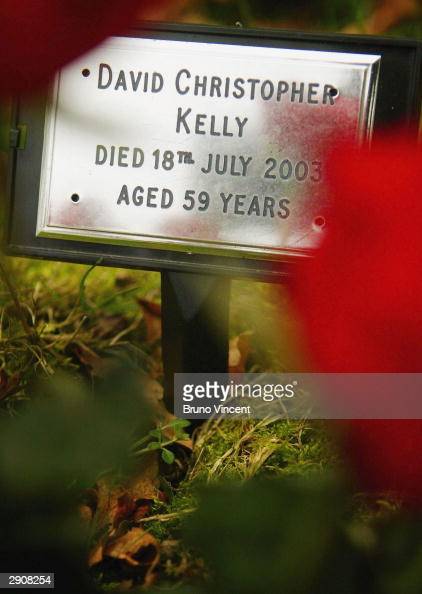 DAVID CHRISTOPHER
KELLY
DIED 18TH JULY 2003
AGED 59 YEARS
gettyimages®
Bruno Vincent
2908254